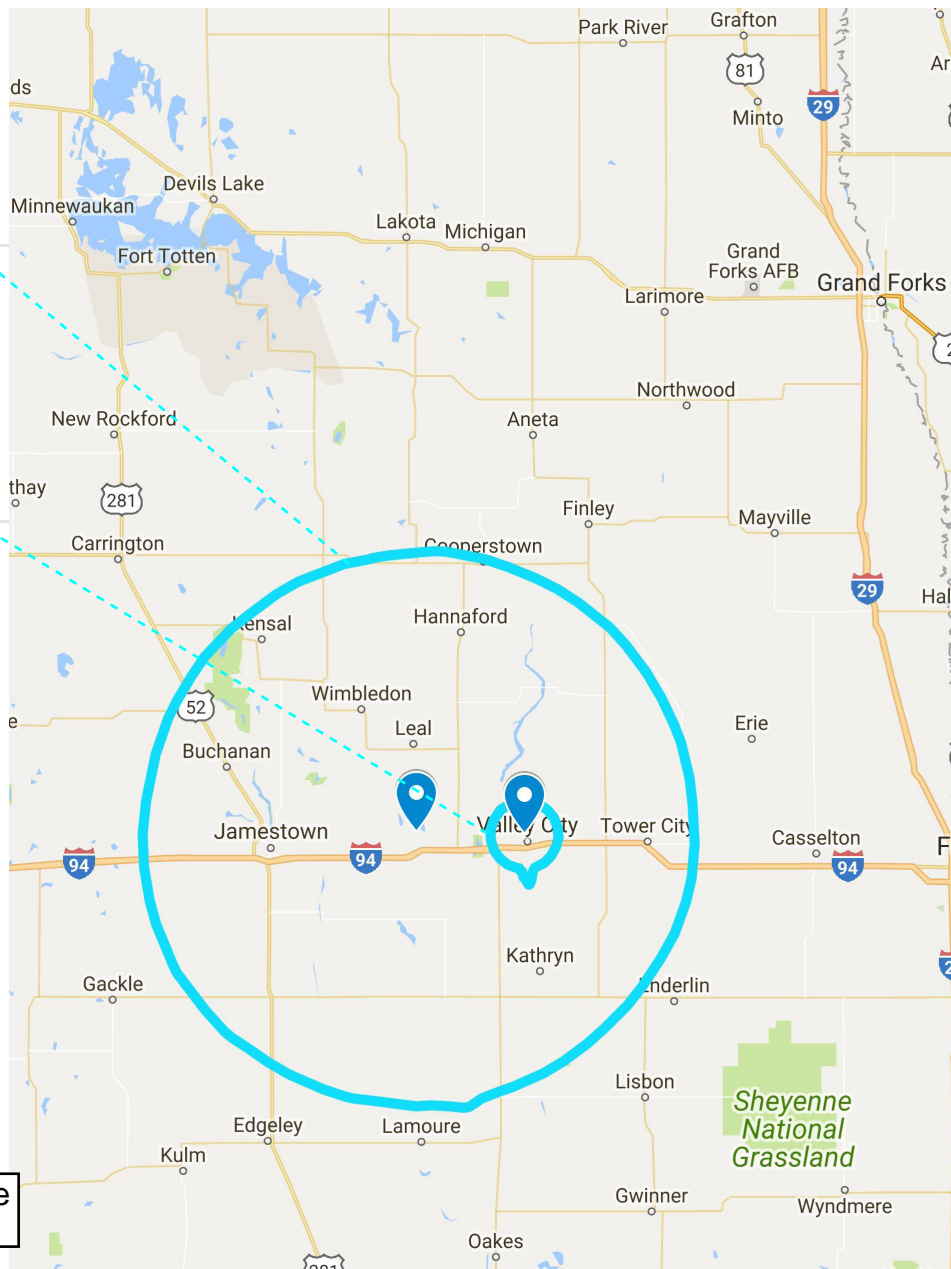 Park River
Grafton
81
ds
Ar
29
Minto
Devils Lake
Minnewaukan
Lakota
Michigan
Fort Totten
Grand
Forks AFB
Grand Forks
Larimore
2
Northwood
New Rockford
Aneta
thay
281
Finley
Mayville
Carrington
Cooperstown
29
Hal
Kensal
Hannaford
Wimbledon
52
Leal
e
Erie
Buchanan
Jamestown
Valley City
Tower City
Casselton
F
94
94
94
2
Kathryn
Gackle
Enderlin
Lisbon
Sheyenne
National
Grassland
Edgeley
Lamoure
Kulm
e
Gwinner
Wyndmere
Oakes
281